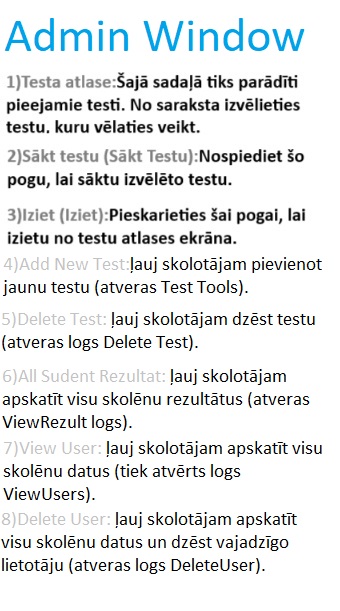 Admin Window
1)Testa atlase:Šajā sadaļā tiks parādīti
pieejamie testi. No saraksta izvēlieties
testu, kuru vēlaties veikt.
2)Sākt testu (Sākt Testu):Nospiediet šo
pogu, lai sāktu izvēlēto testu.
3)Iziet (Iziet):Pieskarieties šai pogai, lai
izietu no testu atlases ekrāna.
4)Add New Test:ļauj skolotājam pievienot
jaunu testu (atveras Test Tools).
5)Delete Test: ļauj skolotājam dzēst testu
(atveras logs Delete Test).
6)All Sudent Rezultat: ļauj skolotājam
apskatīt visu skolēnu rezultātus (atveras
ViewRezult logs).
7)View User: ļauj skolotājam apskatīt visu
skolēnu datus (tiek atvērts logs
ViewUsers).
8)Delete User: ļauj skolotājam apskatīt
visu skolēnu datus un dzēst vajadzīgo
lietotāju (atveras logs DeleteUser).